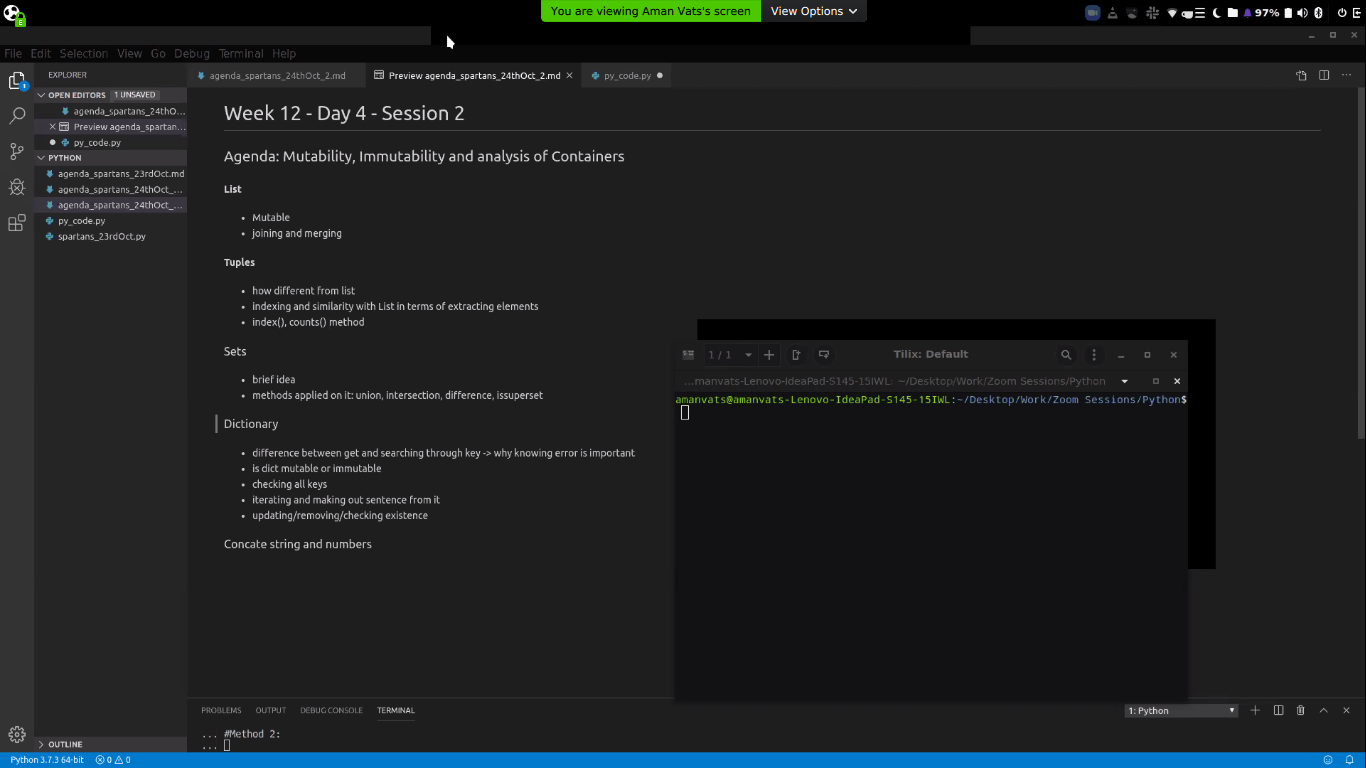 You are viewing Aman Vats's screen View Options
97%
File Edit Selection View Go Debug Terminal Help
EXPLORER
agenda_spartans_24thOct_2.md
Preview agenda_spartans_24thOct_2.md
py_code.py
OPEN EDITORS 1 UNSAVED
agenda_spartans_24thO...
Preview agenda_spartan...
py_code.py
PYTHON
agenda_spartans_23rdOct.md
agenda_spartans_24thOct_...
agenda_spartans_24thOct_...
py_code.py
spartans_23rdOct.py
OUTLINE
Week 12 - Day 4 - Session 2
Agenda: Mutability, Immutability and analysis of Containers
List
• Mutable
• joining and merging
Tuples
• how different from list
• indexing and similarity with List in terms of extracting elements
• index(), counts() method
Sets
• brief idea
• methods applied on it: union, intersection, difference, issuperset
Dictionary
• difference between get and searching through key -> why knowing error is important
• is dict mutable or immutable
• checking all keys
• iterating and making out sentence from it
• updating/removing/checking existence
Concate string and numbers
1 / 1
Tilix: Default
...manvats-Lenovo-IdeaPad-S145-15IWL: ~/Desktop/Work/Zoom Sessions/Python
amanvats@amanvats-Lenovo-IdeaPad-S145-15IWL:~/Desktop/Work/Zoom Sessions/Python$
PROBLEMS OUTPUT DEBUG CONSOLE TERMINAL
1: Python
... #Method 2:
...
Python 3.7.3 64-bit 0 0